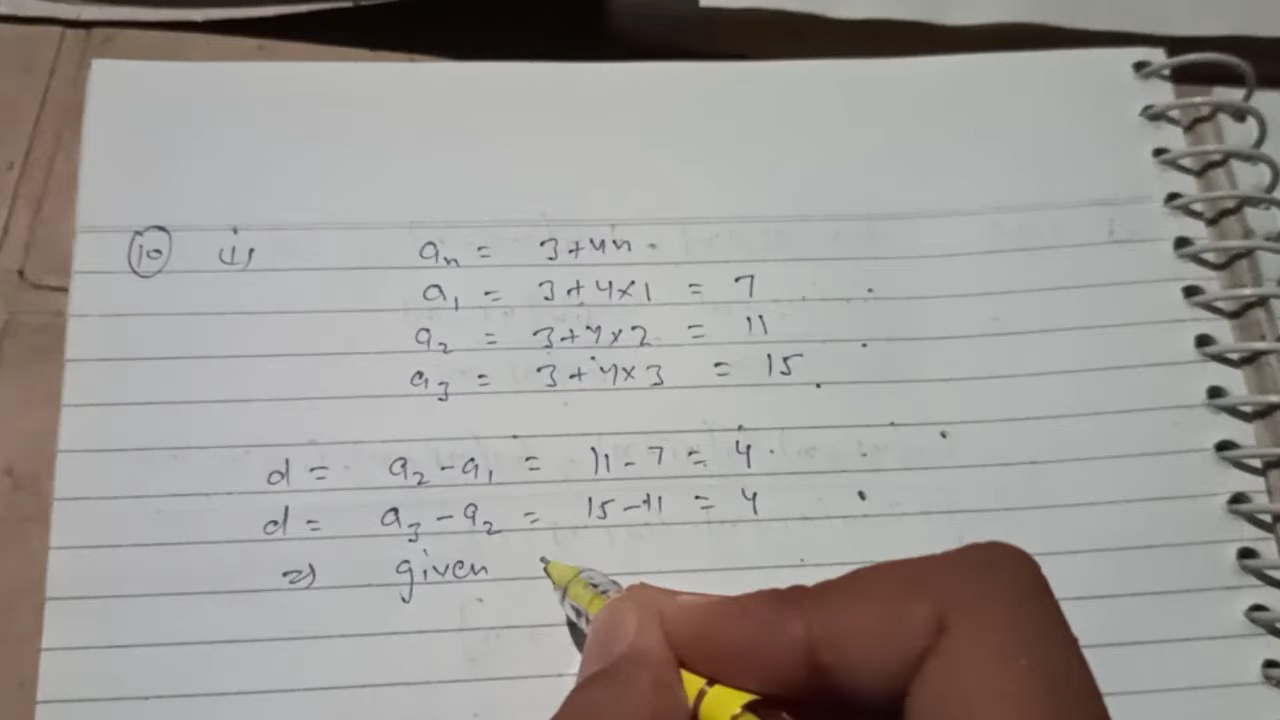 10 i) an = 3+4n.
a1 = 3+4×1 = 7
a2 = 3+4×2 = 11
a3 = 3+4×3 = 15.
d = a2-a1 = 11-7 = 4.
d = a3-a2 = 15-11 = 4
⇒ given